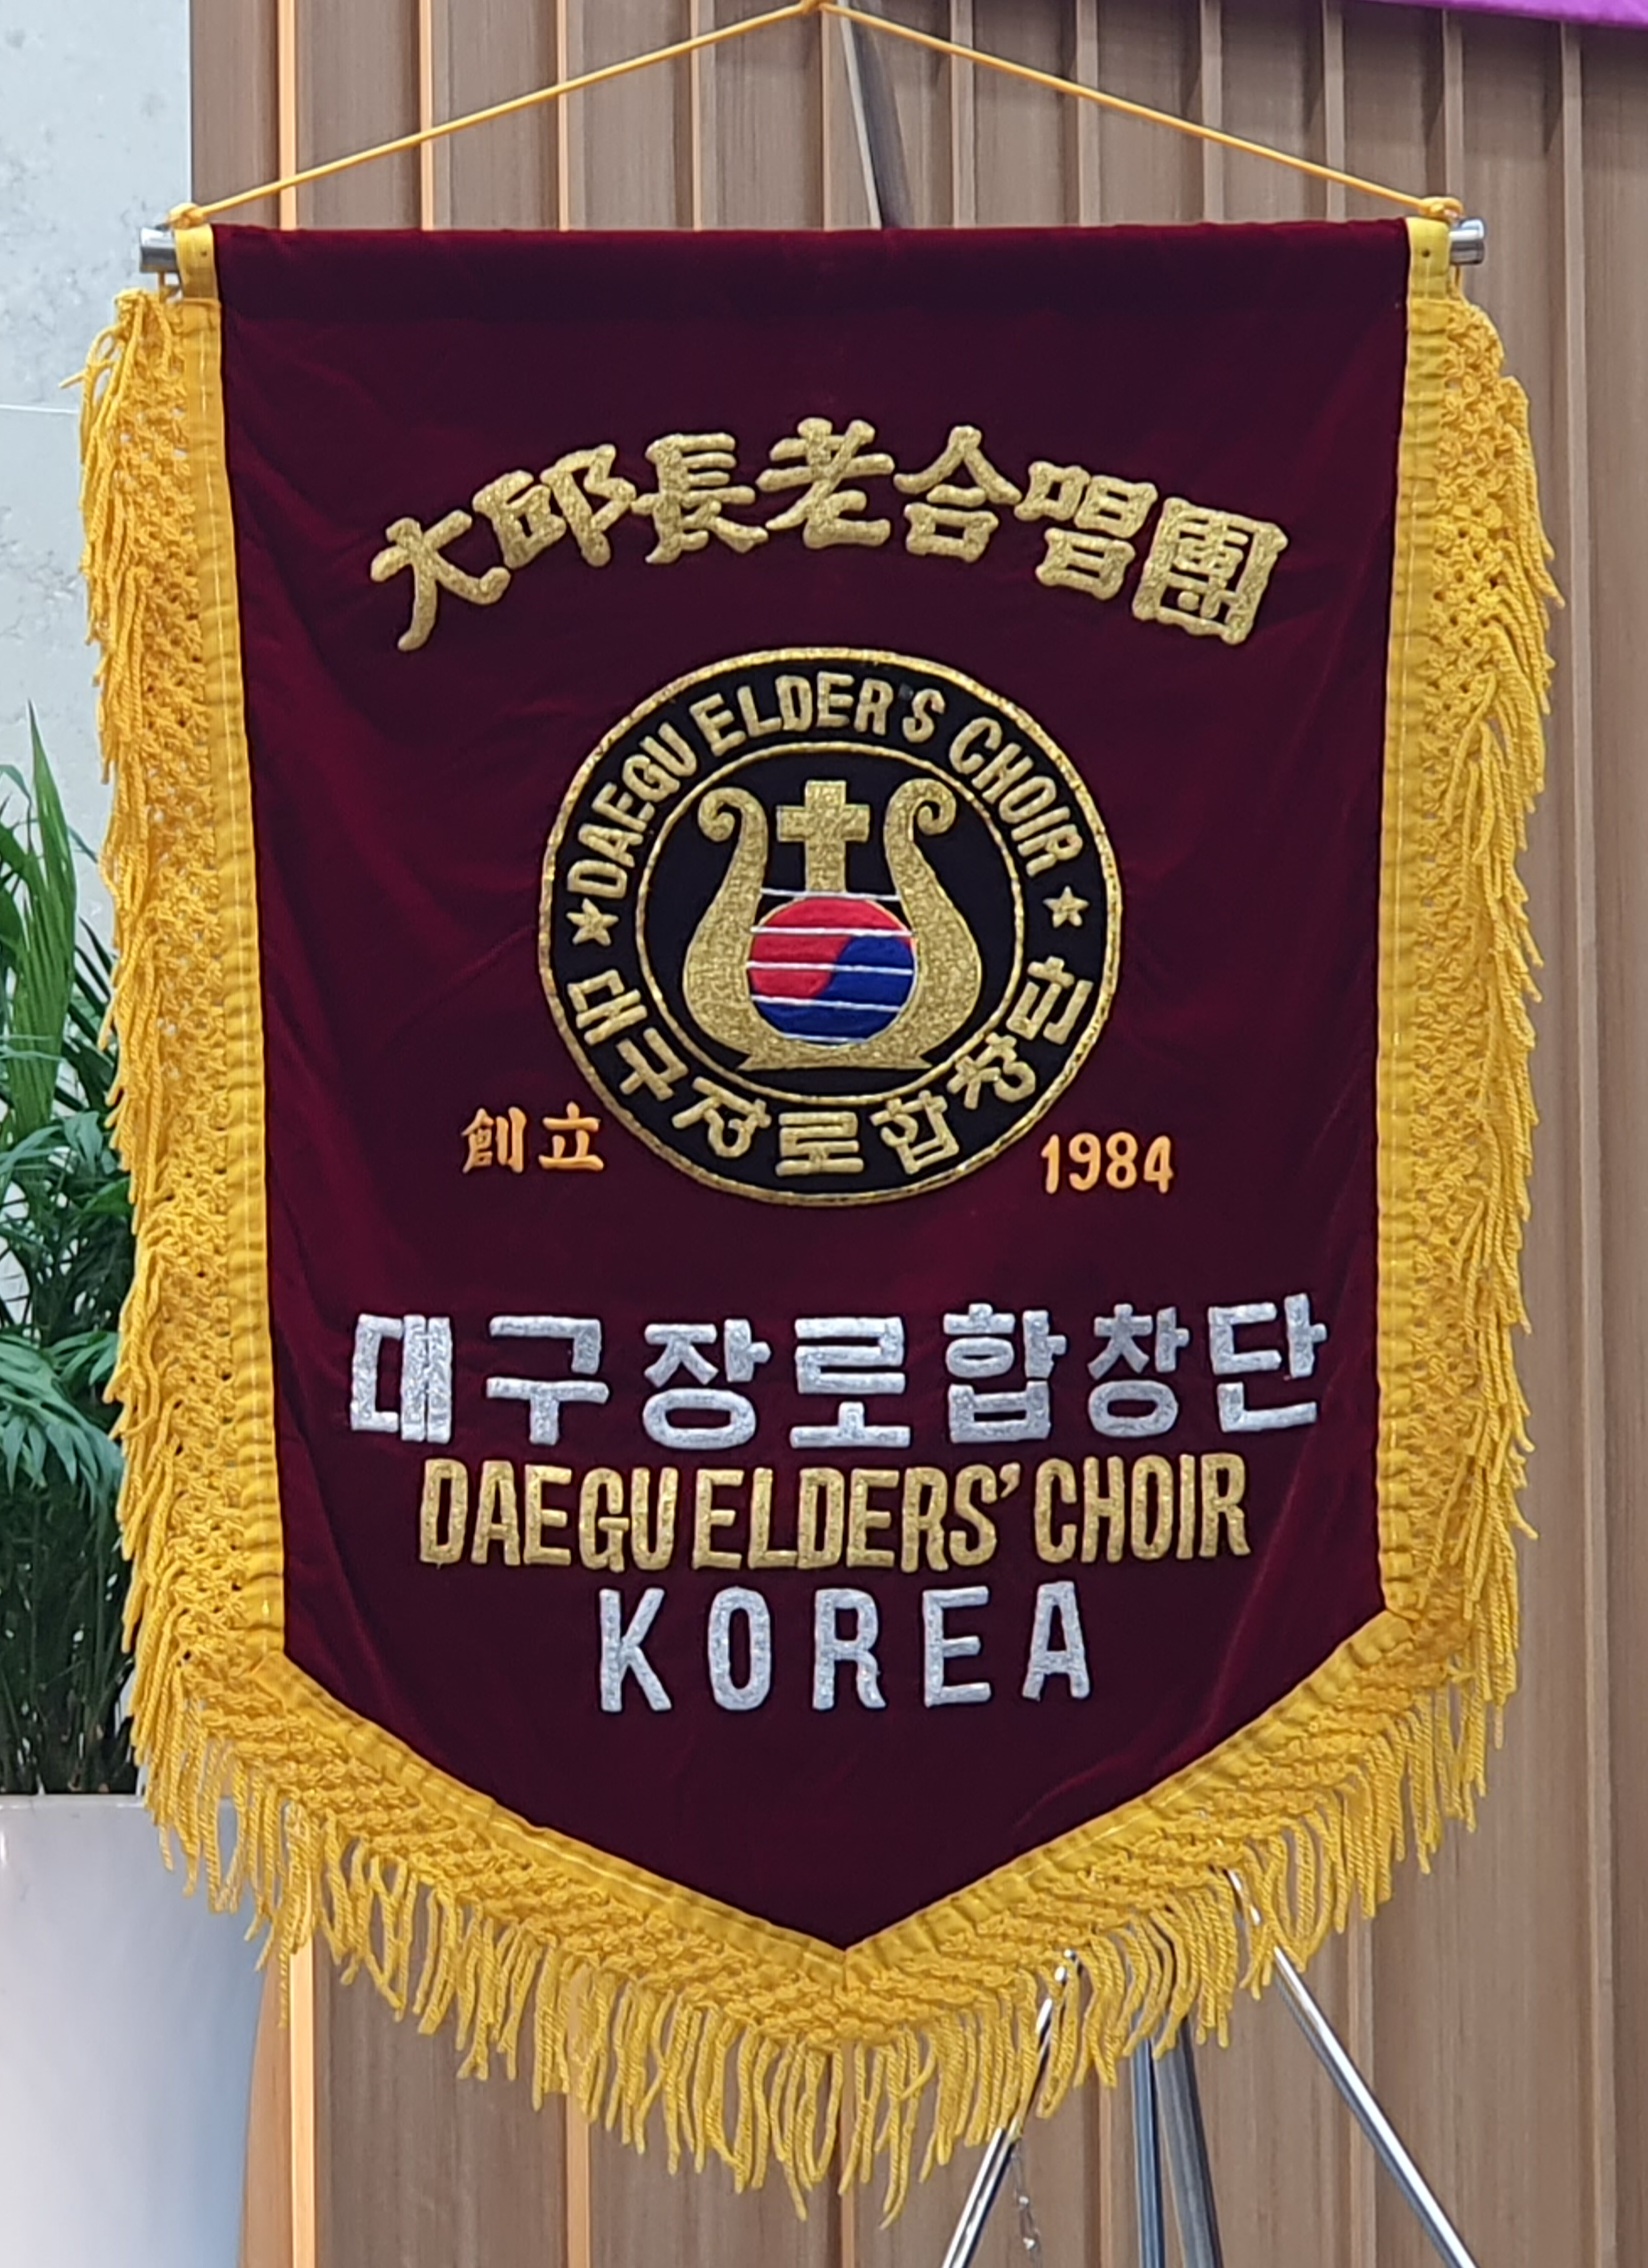 大邱長老合唱團
DAEGU ELDER'S CHOIR
대구장로합창단
創立 1984
대구장로합창단
DAEGU ELDERS' CHOIR
KOREA